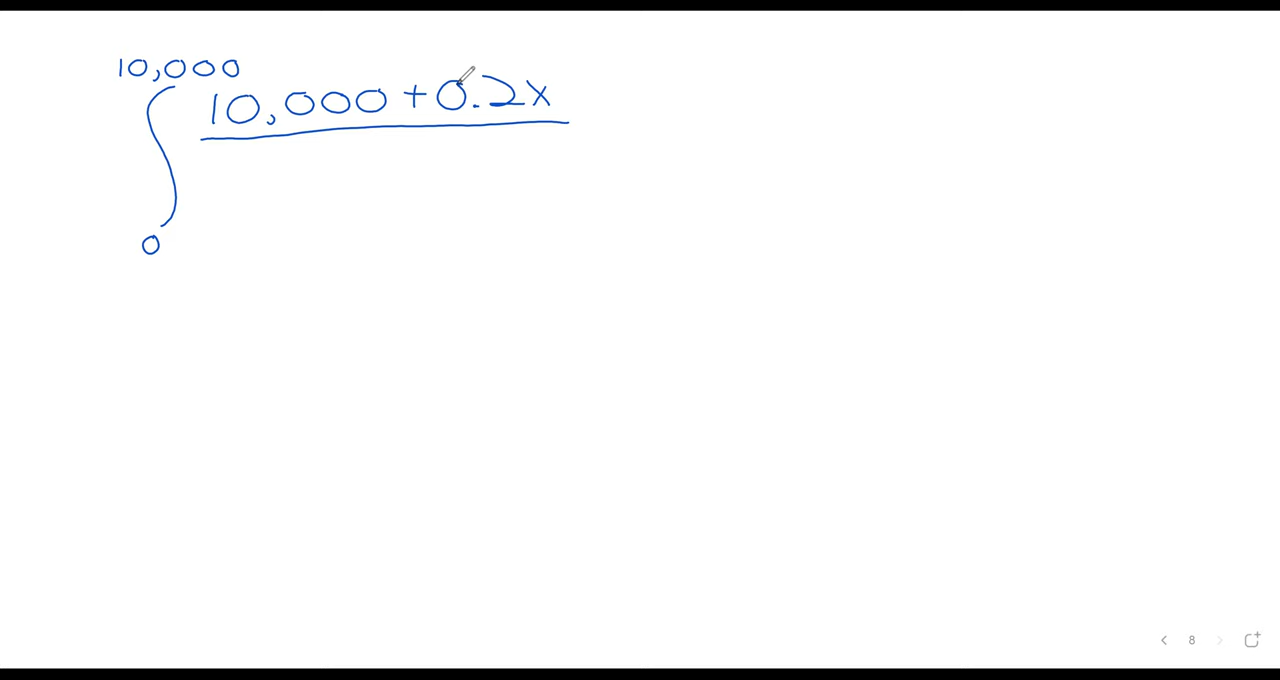 10,000
∫ 10,000 + 0.2x
0
< 8 >